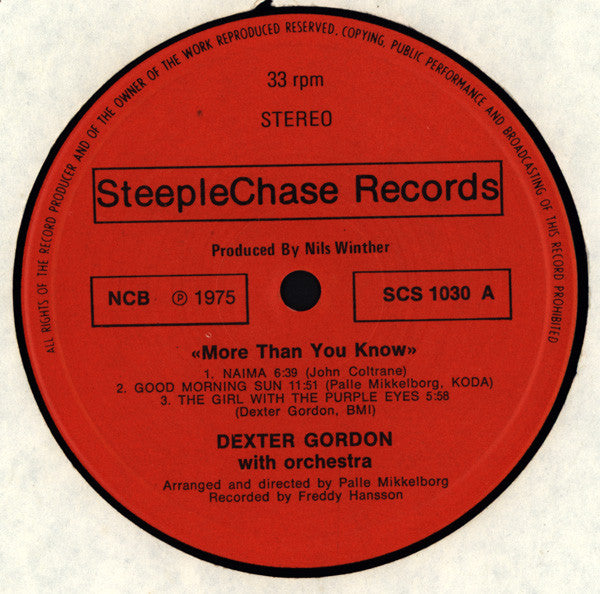 ALL RIGHTS OF THE RECORD PRODUCER AND OF THE OWNER OF THE WORK REPRODUCED RESERVED. COPYING, PUBLIC PERFORMANCE AND BROADCASTING OF THIS RECORD PROHIBITED
33 rpm
STEREO
SteepleChase Records
Produced By Nils Winther
NCB ℗ 1975
SCS 1030 A
«More Than You Know»
1. NAIMA 6:39 (John Coltrane)
2. GOOD MORNING SUN 11:51 (Palle Mikkelborg, KODA)
3. THE GIRL WITH THE PURPLE EYES 5:58
(Dexter Gordon, BMI)
DEXTER GORDON
with orchestra
Arranged and directed by Palle Mikkelborg
Recorded by Freddy Hansson